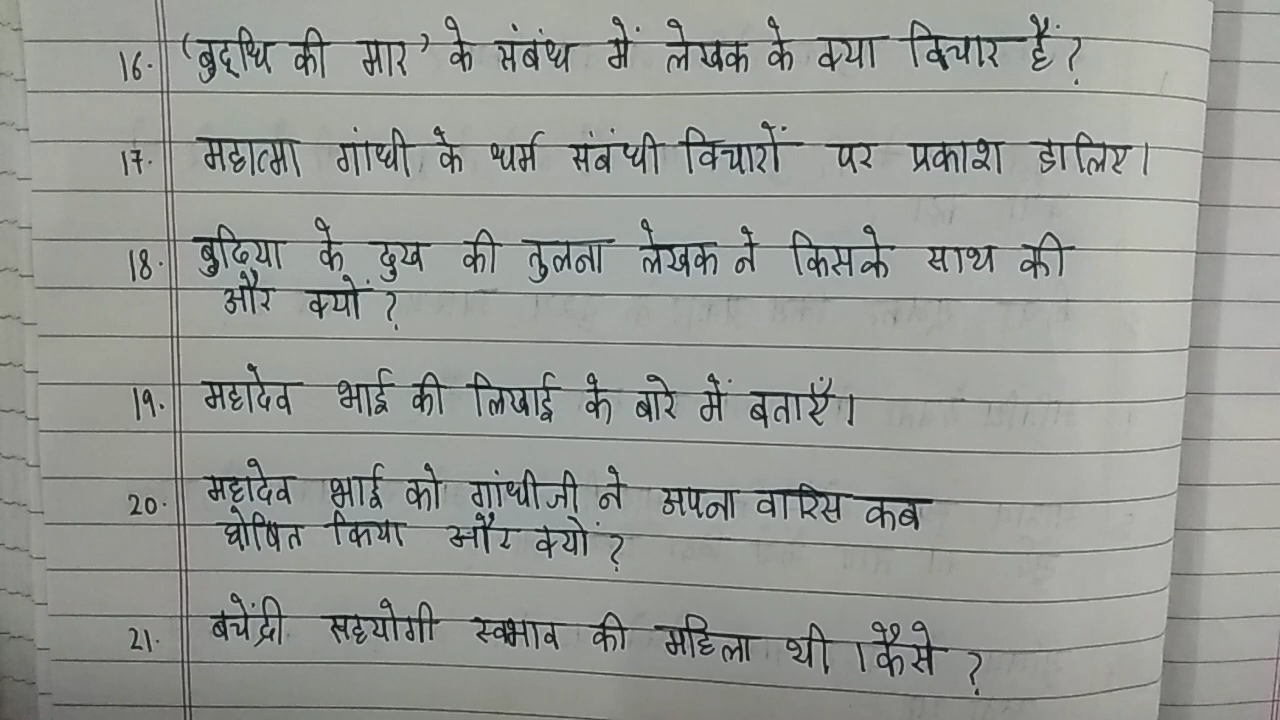 16. ‘बुद्धि की मार’ के संबंध में लेखक के क्या विचार हैं?
17. महात्मा गांधी के धर्म संबंधी विचारों पर प्रकाश डालिए।
18. बुढ़िया के दुख की तुलना लेखक ने किसके साथ की
और क्यों?
19. महादेव भाई की लिखाई के बारे में बताएँ।
20. महादेव भाई को गांधीजी ने अपना वारिस कब
घोषित किया और क्यों?
21. बचेंद्री सहयोगी स्वभाव की महिला थी। कैसे?